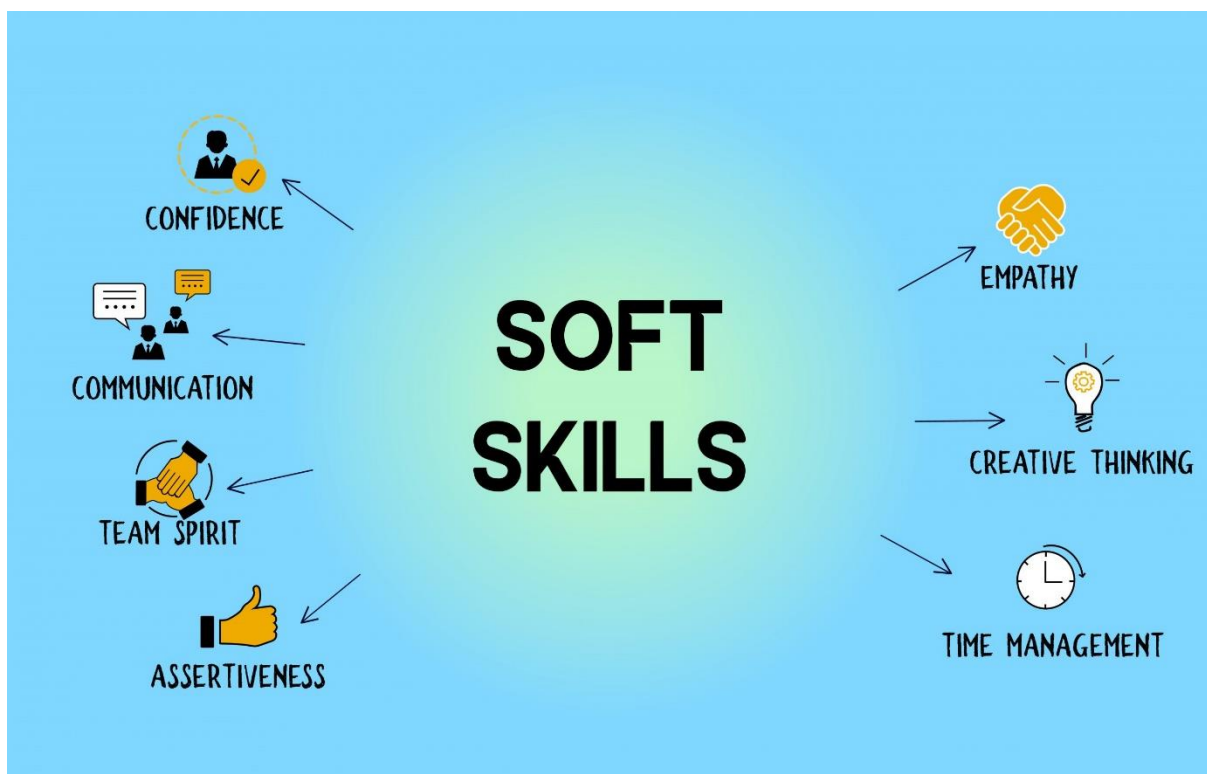 SOFT
SKILLS
CONFIDENCE
COMMUNICATION
TEAM SPIRIT
ASSERTIVENESS
EMPATHY
CREATIVE THINKING
TIME MANAGEMENT